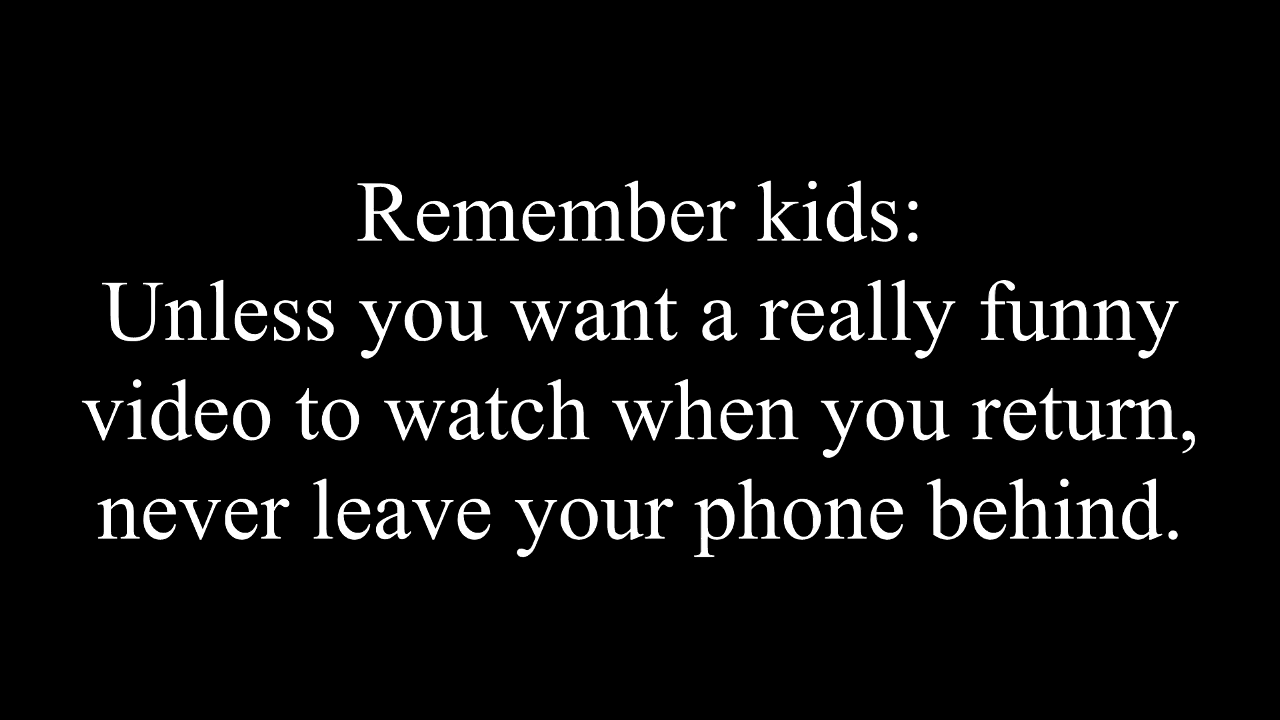 Remember kids:
Unless you want a really funny
video to watch when you return,
never leave your phone behind.